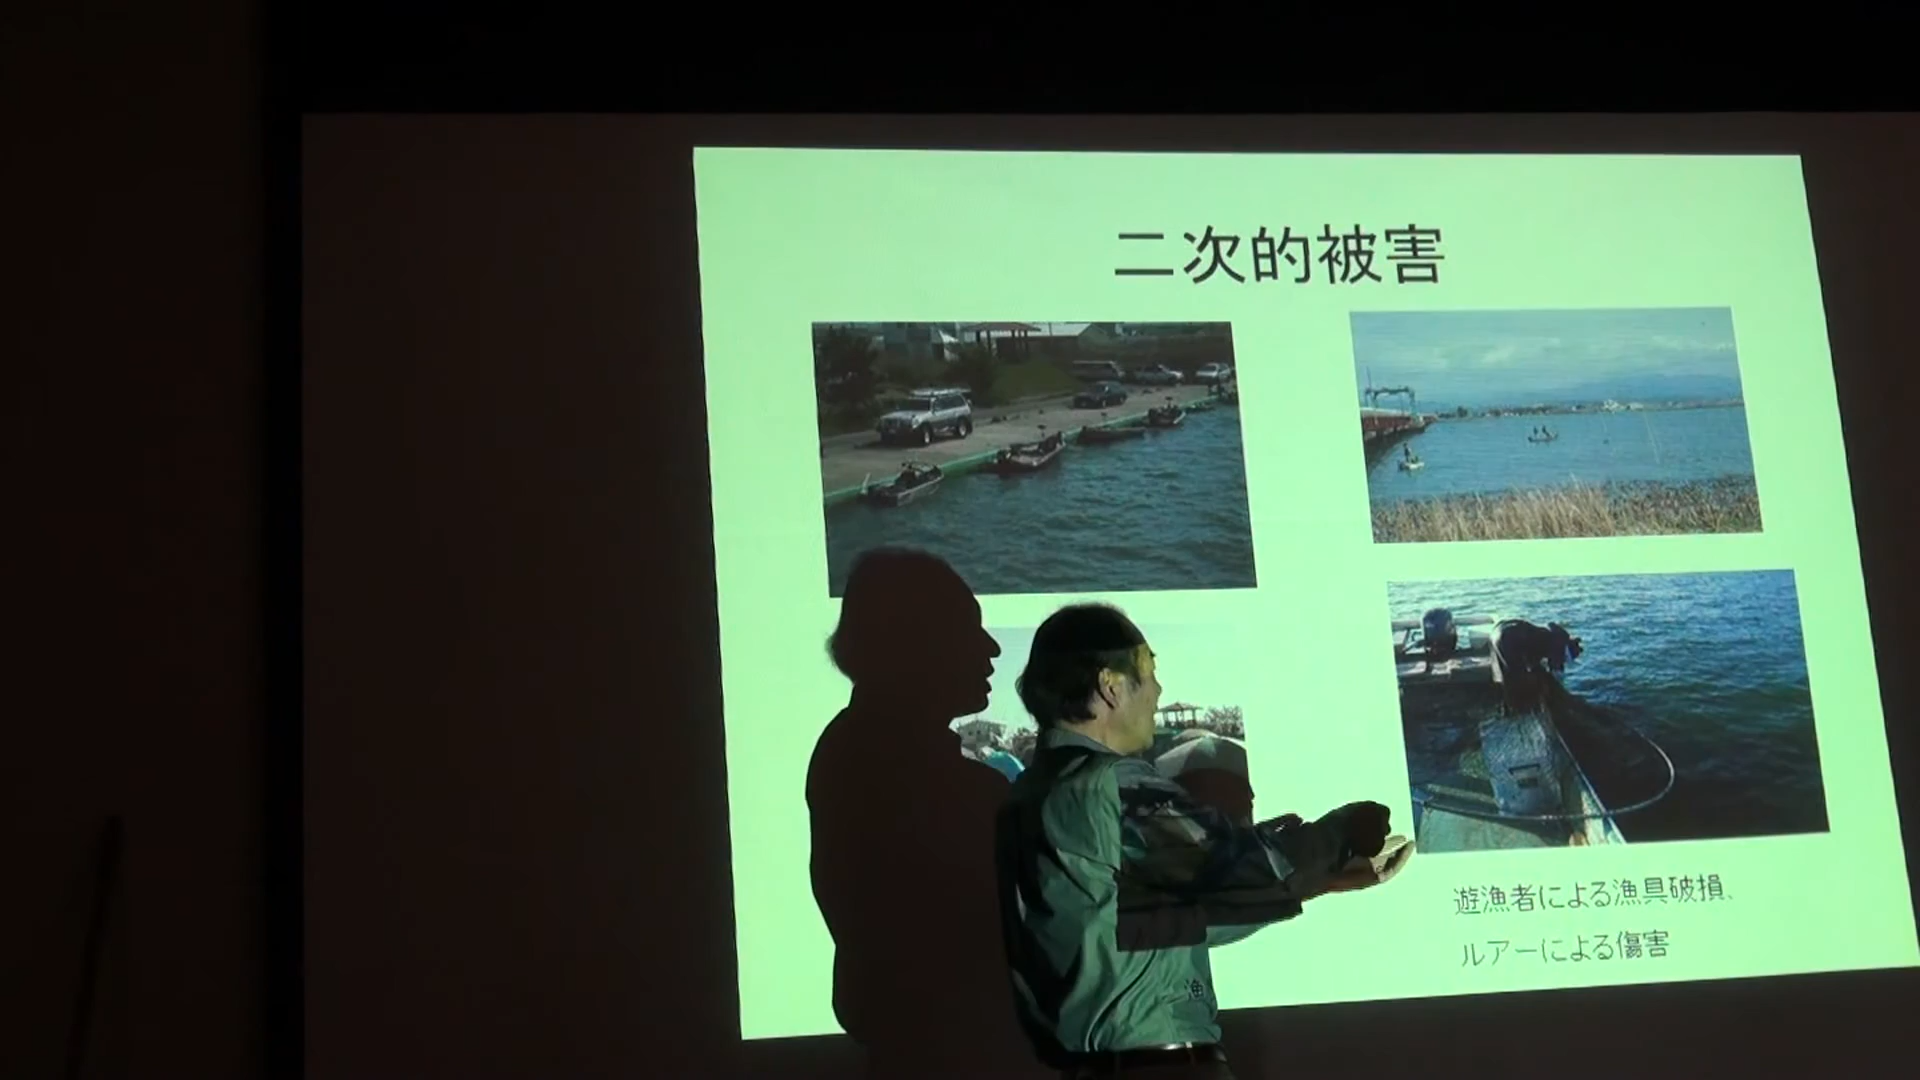 二次的被害
遊漁者による漁具破損、
ルアーによる傷害
漁